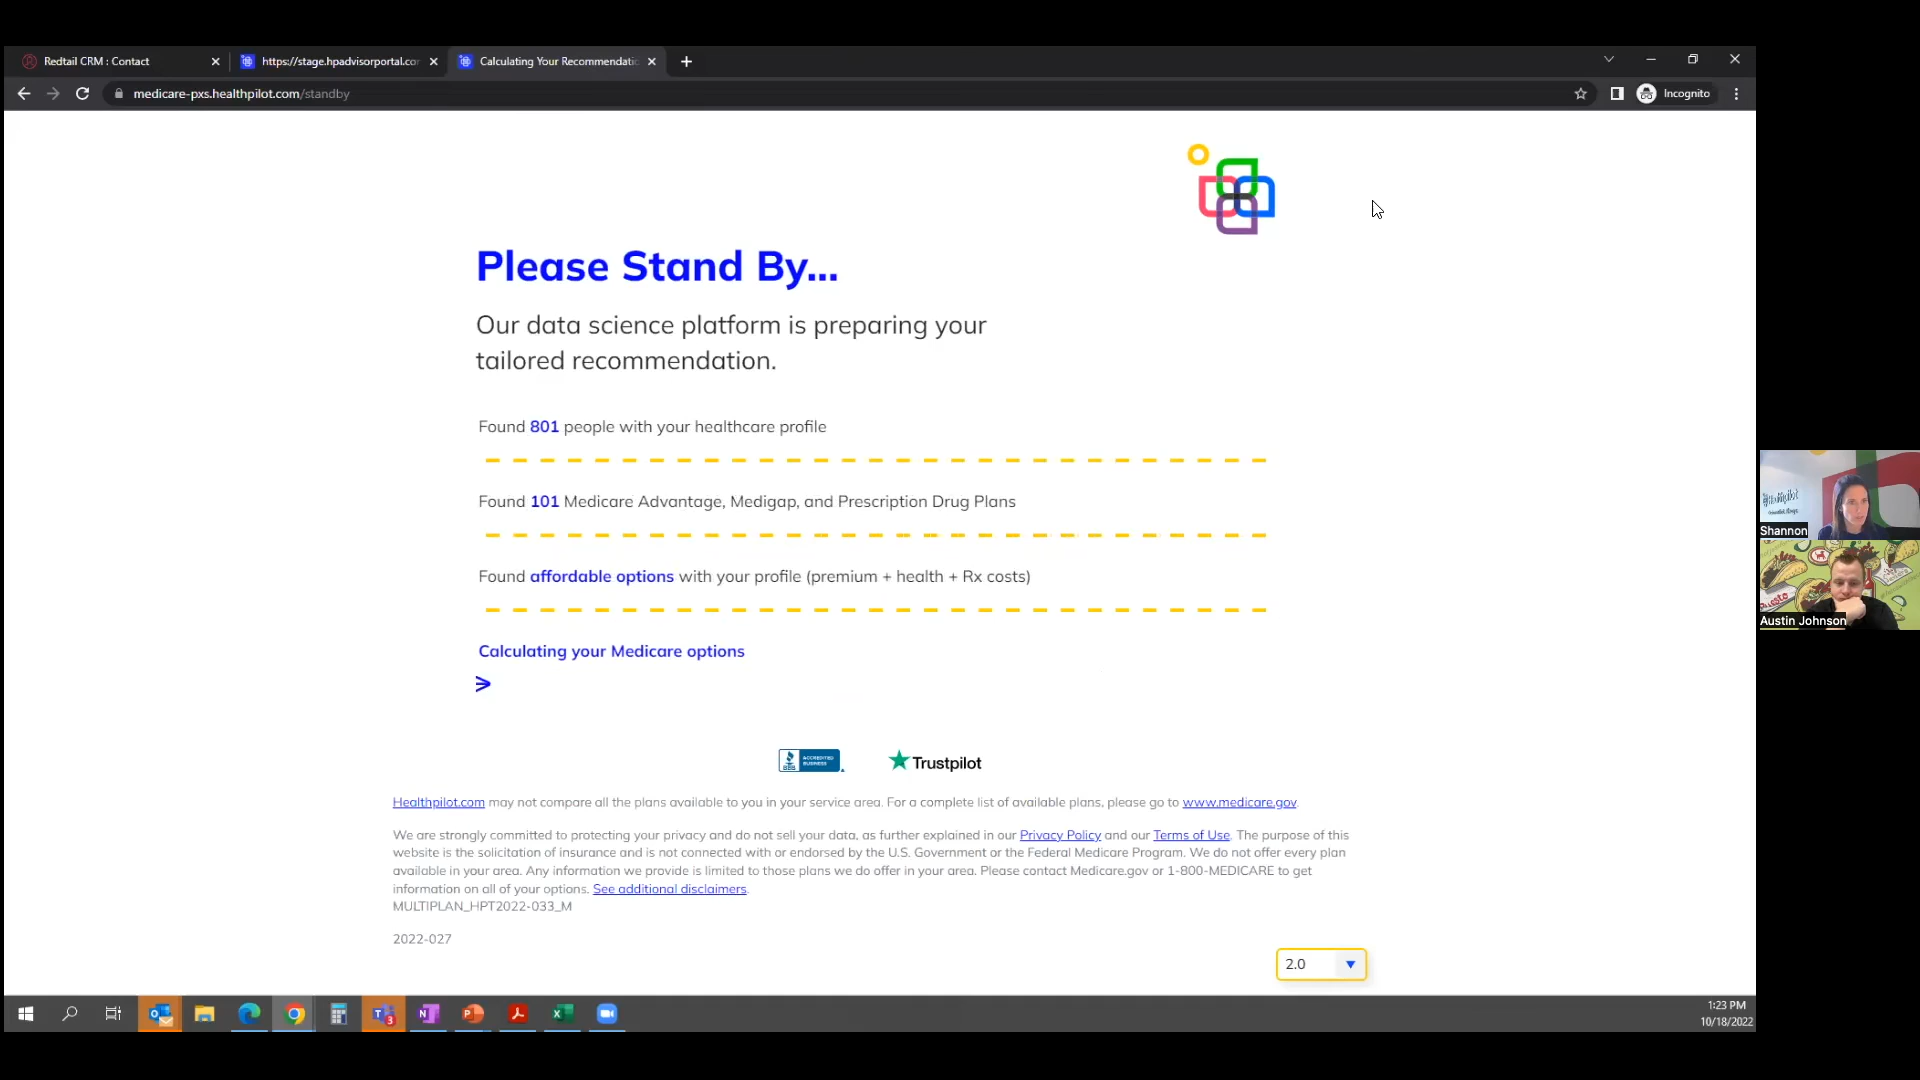 Redtail CRM : Contact
https://stage.hpadvisorportal.cor
Calculating Your Recommendatic
medicare-pxs.healthpilot.com/standby
Incognito
Please Stand By...
Our data science platform is preparing your
tailored recommendation.
Found 801 people with your healthcare profile
Found 101 Medicare Advantage, Medigap, and Prescription Drug Plans
Shannon
Found affordable options with your profile (premium + health + Rx costs)
Austin Johnson
Calculating your Medicare options
BBB
ACCREDITED
BUSINESS
Trustpilot
Healthpilot.com may not compare all the plans available to you in your service area. For a complete list of available plans, please go to www.medicare.gov.
We are strongly committed to protecting your privacy and do not sell your data, as further explained in our Privacy Policy and our Terms of Use. The purpose of this
website is the solicitation of insurance and is not connected with or endorsed by the U.S. Government or the Federal Medicare Program. We do not offer every plan
available in your area. Any information we provide is limited to those plans we do offer in your area. Please contact Medicare.gov or 1-800-MEDICARE to get
information on all of your options. See additional disclaimers.
MULTIPLAN_HPT2022-033_M
2022-027
2.0
1:23 PM
10/18/2022